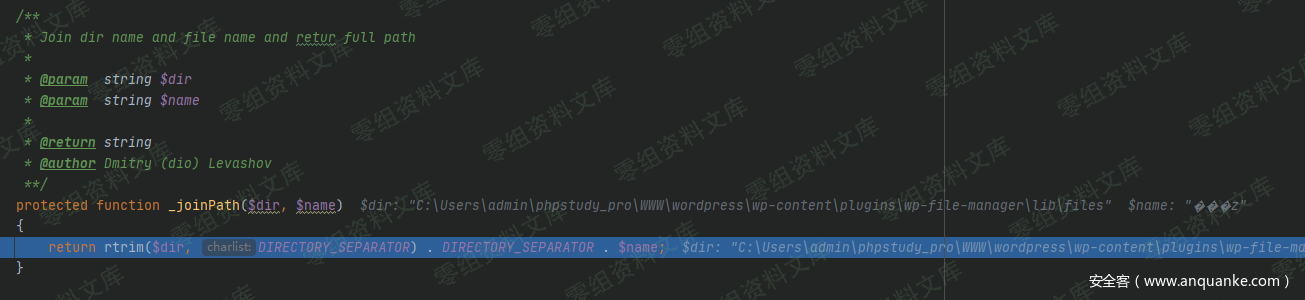 /**
* Join dir name and file name and retur full path
*
* @param string $dir
* @param string $name
*
* @return string
* @author Dmitry (dio) Levashov
**/
protected function _joinPath($dir, $name) $dir: "C:\Users\admin\phpstudy_pro\WWW\wordpress\wp-content\plugins\wp-file-manager\lib\files" $name: "���z"
{
return rtrim($dir, charlist: DIRECTORY_SEPARATOR) . DIRECTORY_SEPARATOR . $name; $dir: "C:\Users\admin\phpstudy_pro\WWW\wordpress\wp-content\plugins\wp-file-ma
}
零组资料文库
安全客（www.anquanke.com）